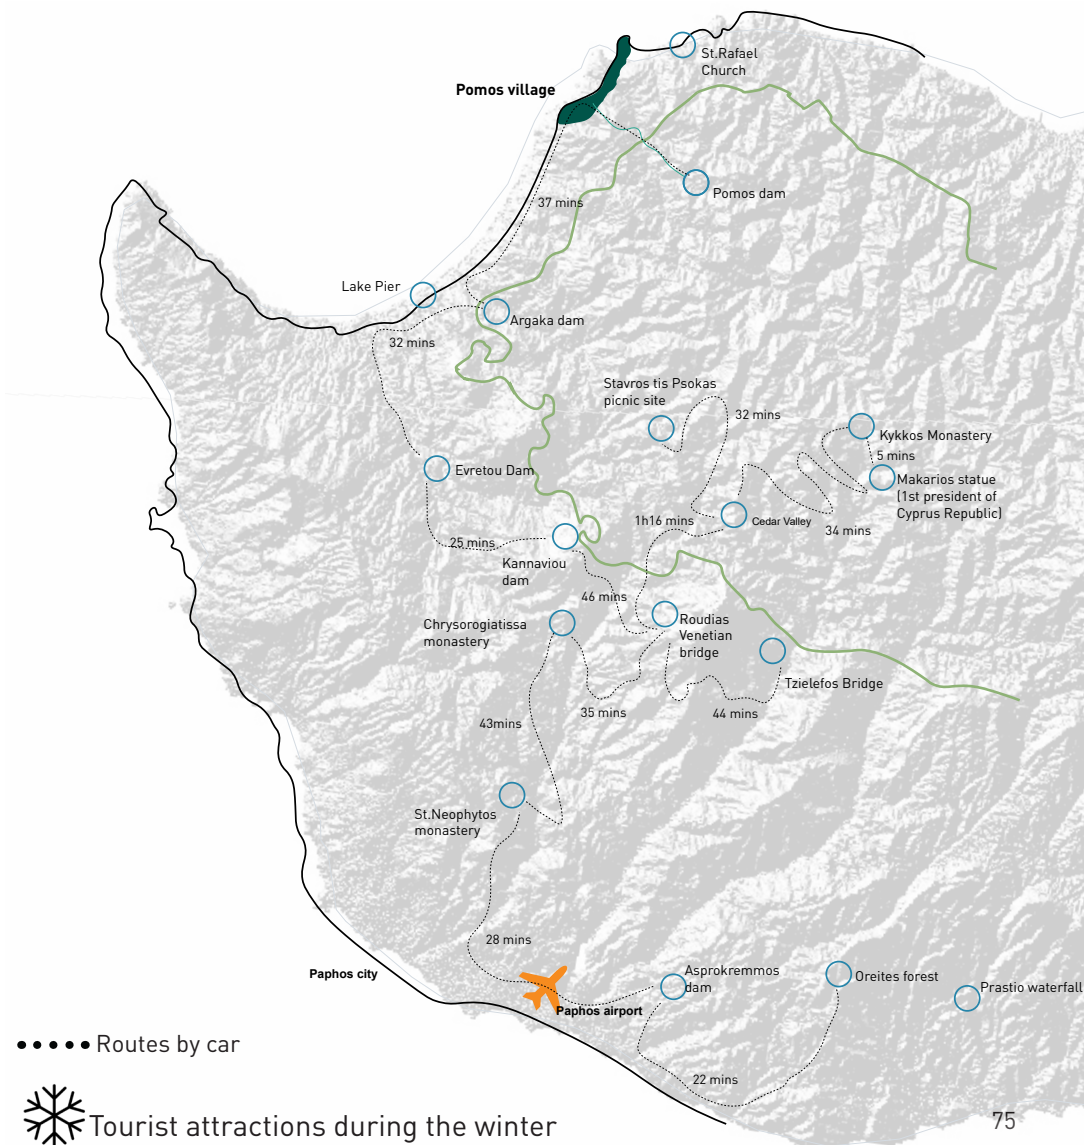 St.Rafael
Church
Pomos village
Pomos dam
37 mins
Lake Pier
Argaka dam
32 mins
Stavros tis Psokas
picnic site
32 mins
Kykkos Monastery
5 mins
Makarios statue
(1st president of
Cyprus Republic)
Evretou Dam
1h16 mins
Cedar Valley
34 mins
25 mins
Kannaviou
dam
46 mins
Chrysorogiatissa
monastery
Roudias
Venetian
bridge
Tzielefos Bridge
35 mins
44 mins
43mins
St.Neophytos
monastery
28 mins
Paphos city
Asprokremmos
dam
Oreites forest
Prastio waterfall
Paphos airport
Routes by car
22 mins
Tourist attractions during the winter
75